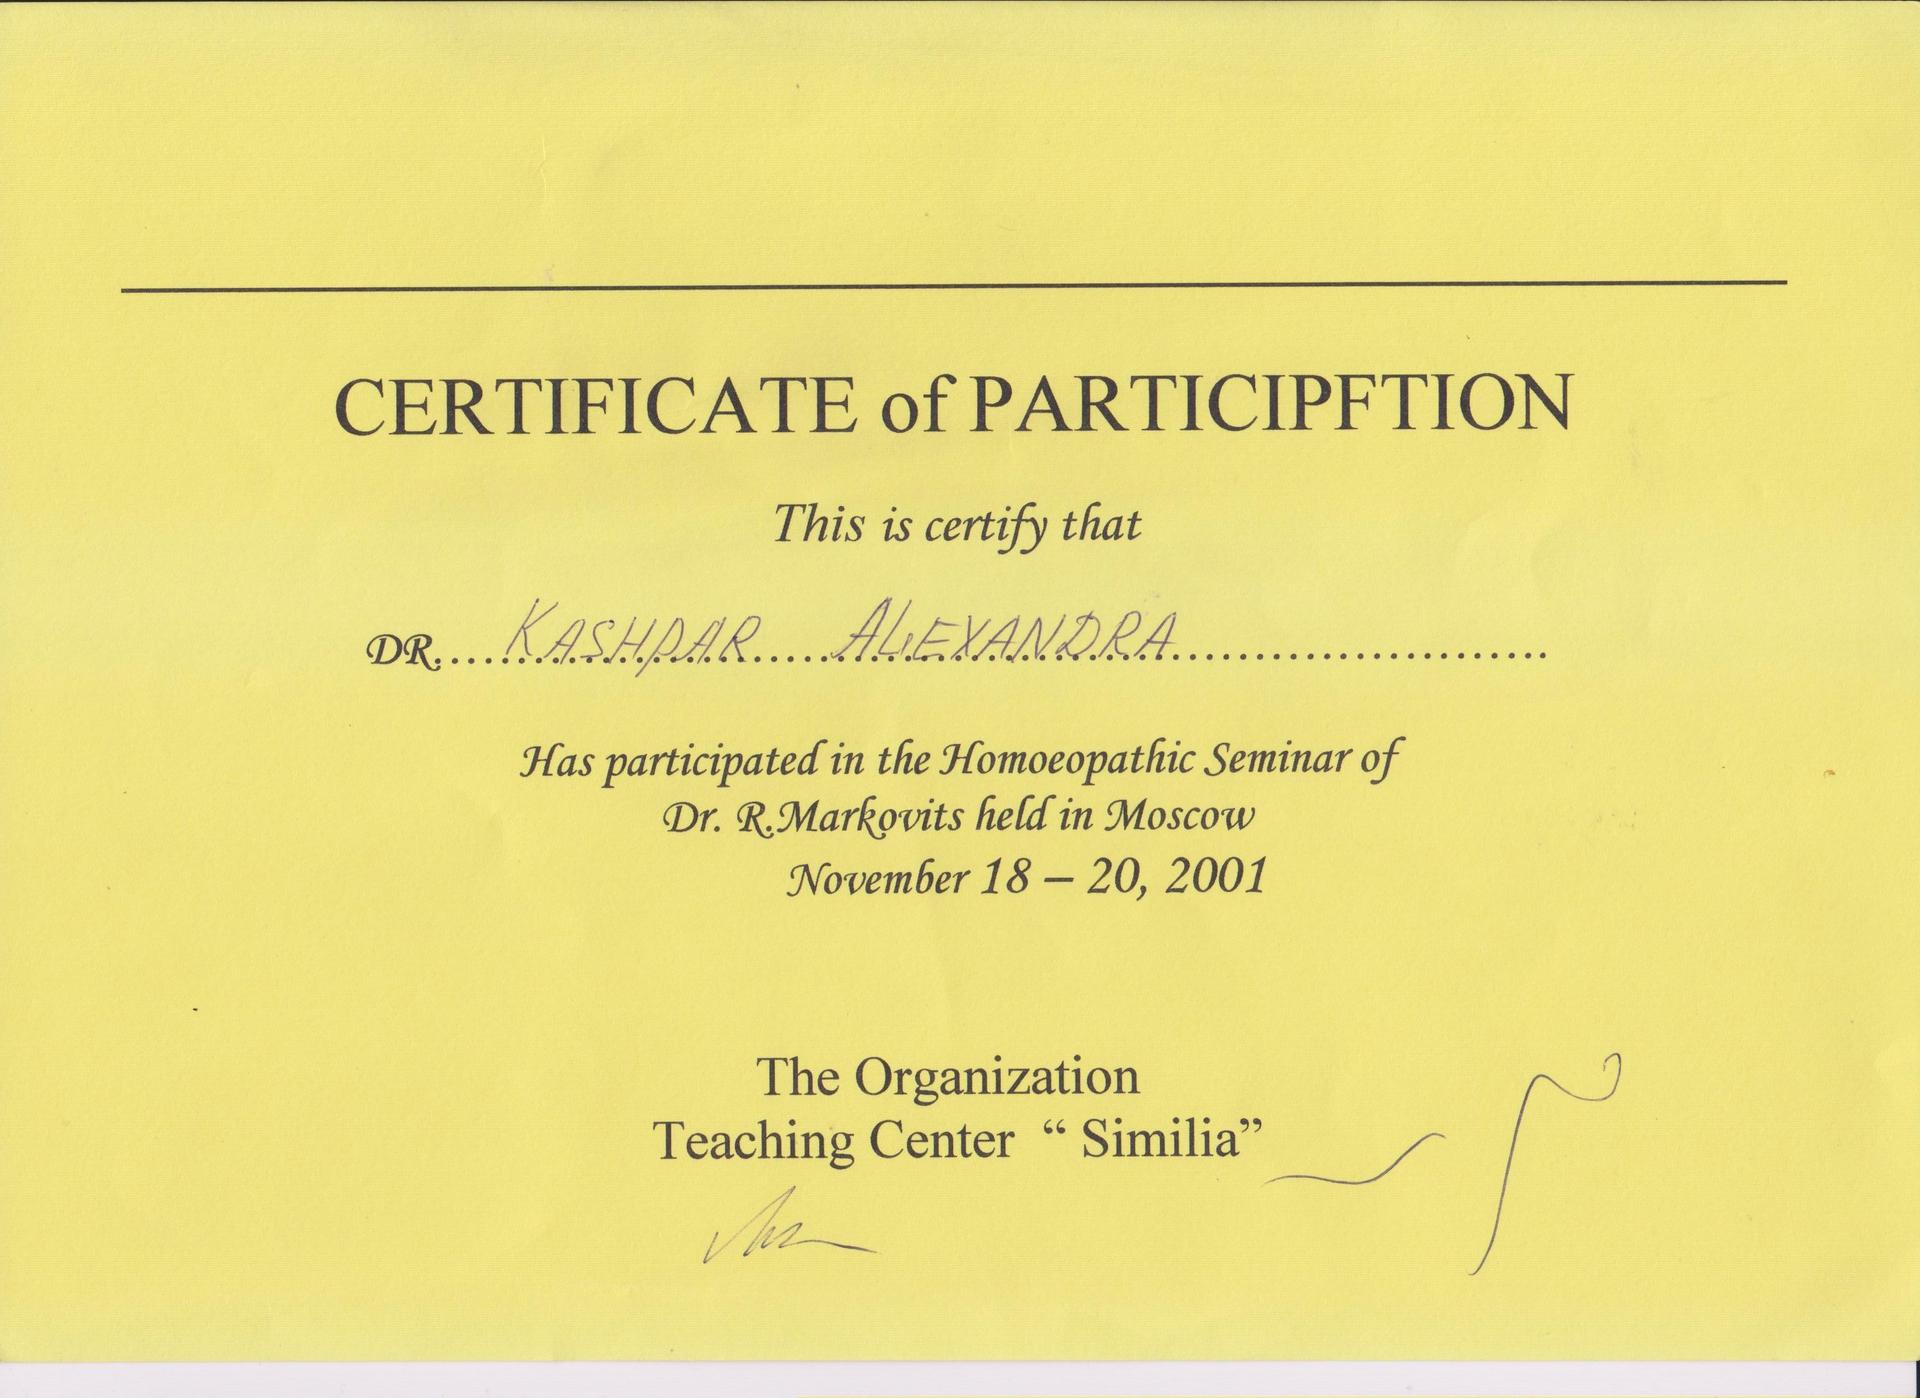 CERTIFICATE of PARTICIPFTION
This is certify that
DR....KASHPAR....ALEXANDRA.......................
Has participated in the Homoeopathic Seminar of
Dr. R.Markovits held in Moscow
November 18 – 20, 2001
The Organization
Teaching Center “ Similia”